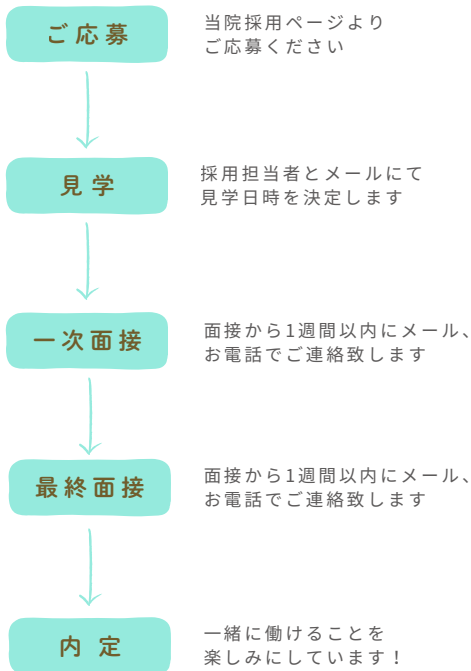 ご応募
当院採用ページより
ご応募ください
見学
採用担当者とメールにて
見学日時を決定します
一次面接
面接から1週間以内にメール、
お電話でご連絡致します
最終面接
面接から1週間以内にメール、
お電話でご連絡致します
内定
一緒に働けることを
楽しみにしています！